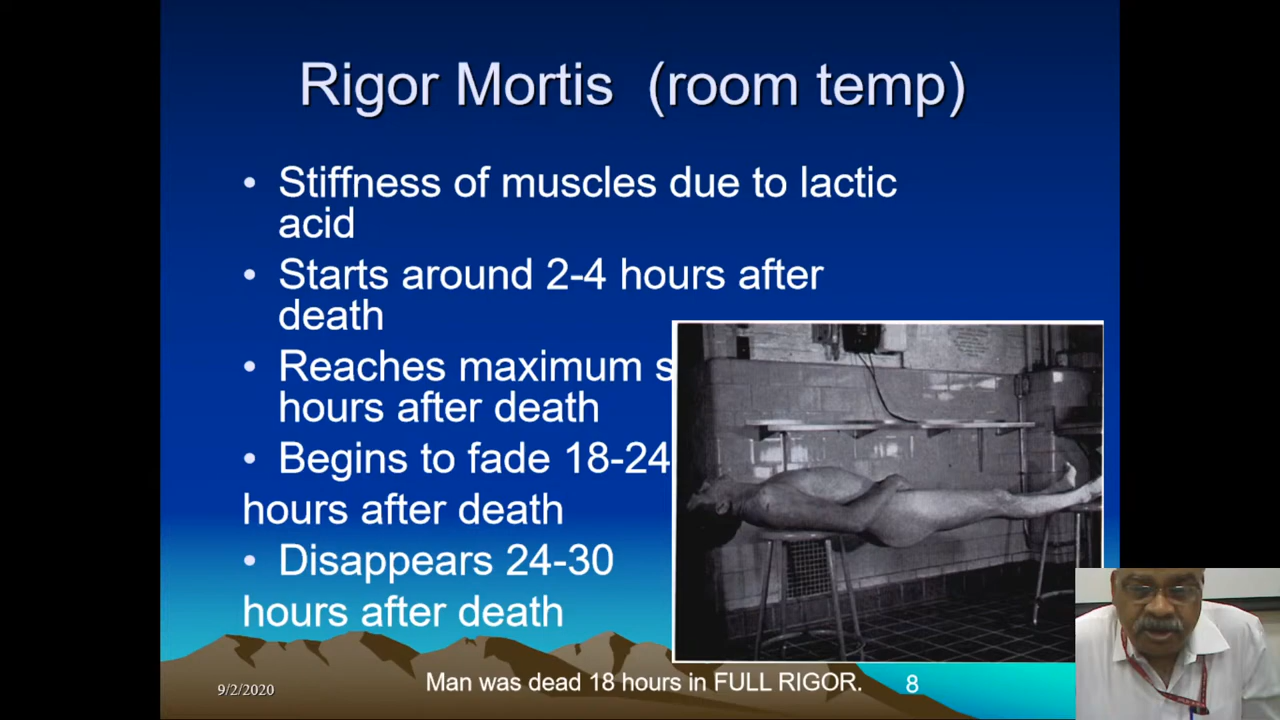 Rigor Mortis (room temp)
• Stiffness of muscles due to lactic
acid
• Starts around 2-4 hours after
death
• Reaches maximum
hours after death
• Begins to fade 18-24
hours after death
• Disappears 24-30
hours after death
9/2/2020
Man was dead 18 hours in FULL RIGOR.
8